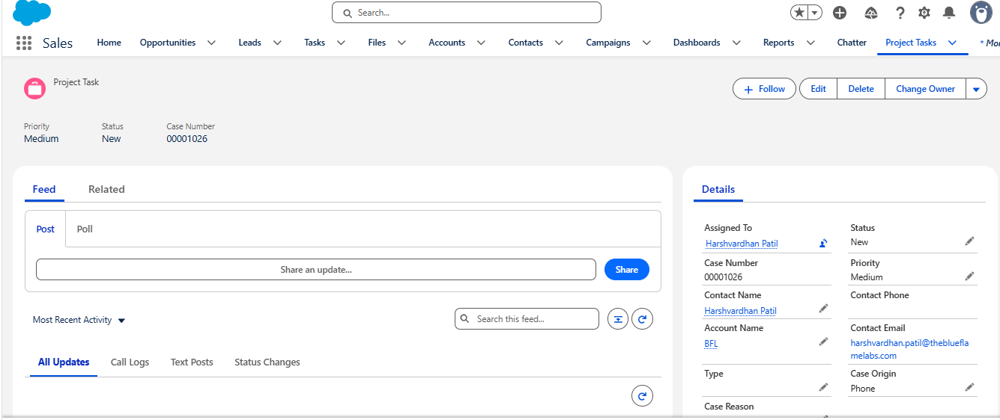 Search...
Sales Home Opportunities Leads Tasks Files Accounts Contacts Campaigns Dashboards Reports Chatter Project Tasks
Project Task
Follow Edit Delete Change Owner
Priority Status Case Number
Medium New 00001026
Feed Related
Post Poll
Share an update... Share
Most Recent Activity Search this feed...
All Updates Call Logs Text Posts Status Changes
Details
Assigned To
Harshvardhan Patil
Status
New
Case Number
00001026
Priority
Medium
Contact Name
Harshvardhan Patil
Contact Phone
Account Name
BFL
Contact Email
harshvardhan.patil@thebluefla
melabs.com
Type
Case Origin
Phone
Case Reason